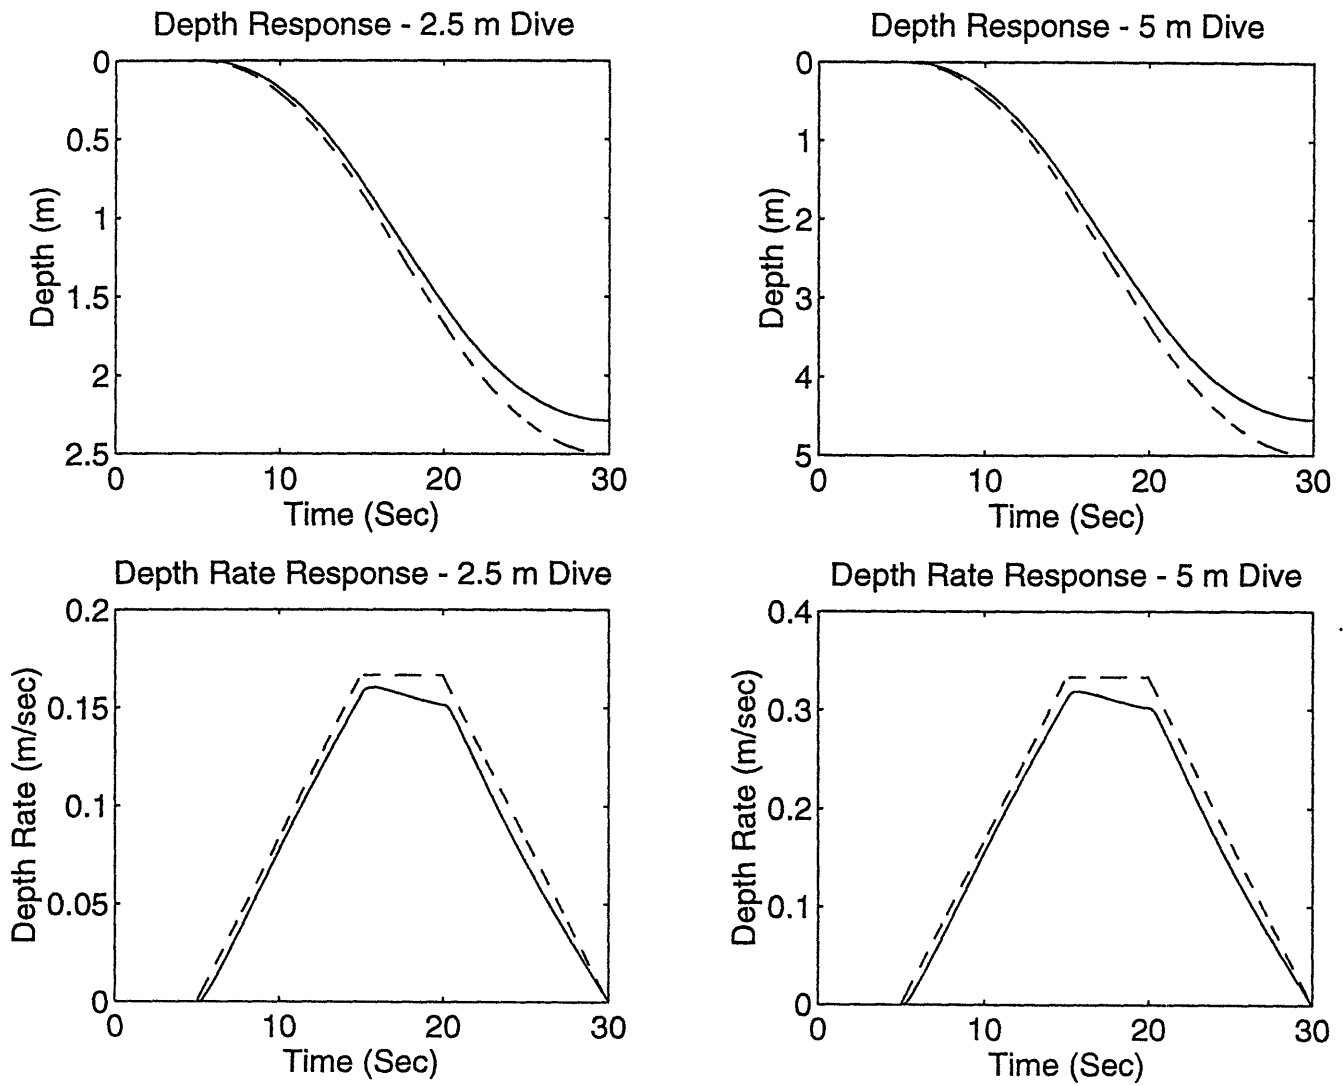 Depth Response - 2.5 m Dive
0
0.5
1
1.5
2
2.5
Depth (m)
0 10 20 30
Time (Sec)
Depth Response - 5 m Dive
0
1
2
3
4
5
Depth (m)
0 10 20 30
Time (Sec)
Depth Rate Response - 2.5 m Dive
0.2
0.15
0.1
0.05
0
Depth Rate (m/sec)
0 10 20 30
Time (Sec)
Depth Rate Response - 5 m Dive
0.4
0.3
0.2
0.1
0
Depth Rate (m/sec)
0 10 20 30
Time (Sec)